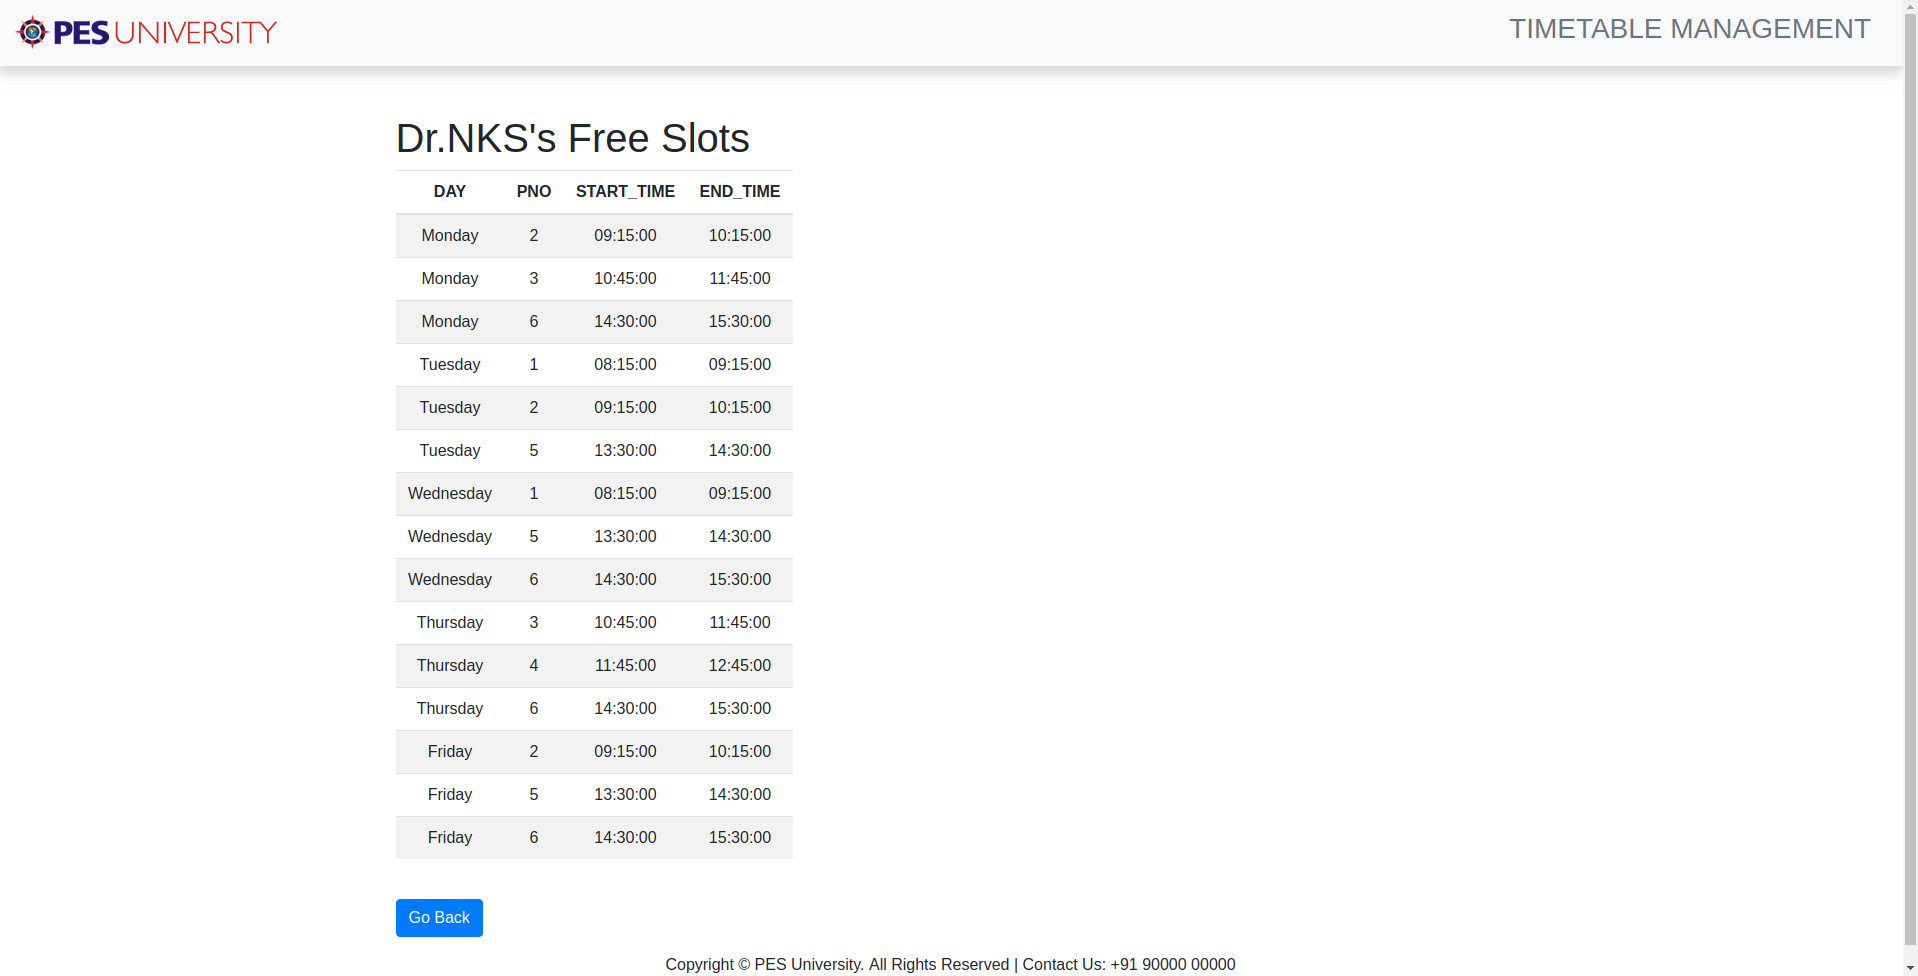 PES UNIVERSITY
TIMETABLE MANAGEMENT
Dr.NKS's Free Slots
DAY PNO START_TIME END_TIME
Monday 2 09:15:00 10:15:00
Monday 3 10:45:00 11:45:00
Monday 6 14:30:00 15:30:00
Tuesday 1 08:15:00 09:15:00
Tuesday 2 09:15:00 10:15:00
Tuesday 5 13:30:00 14:30:00
Wednesday 1 08:15:00 09:15:00
Wednesday 5 13:30:00 14:30:00
Wednesday 6 14:30:00 15:30:00
Thursday 3 10:45:00 11:45:00
Thursday 4 11:45:00 12:45:00
Thursday 6 14:30:00 15:30:00
Friday 2 09:15:00 10:15:00
Friday 5 13:30:00 14:30:00
Friday 6 14:30:00 15:30:00
Go Back
Copyright © PES University. All Rights Reserved | Contact Us: +91 90000 00000